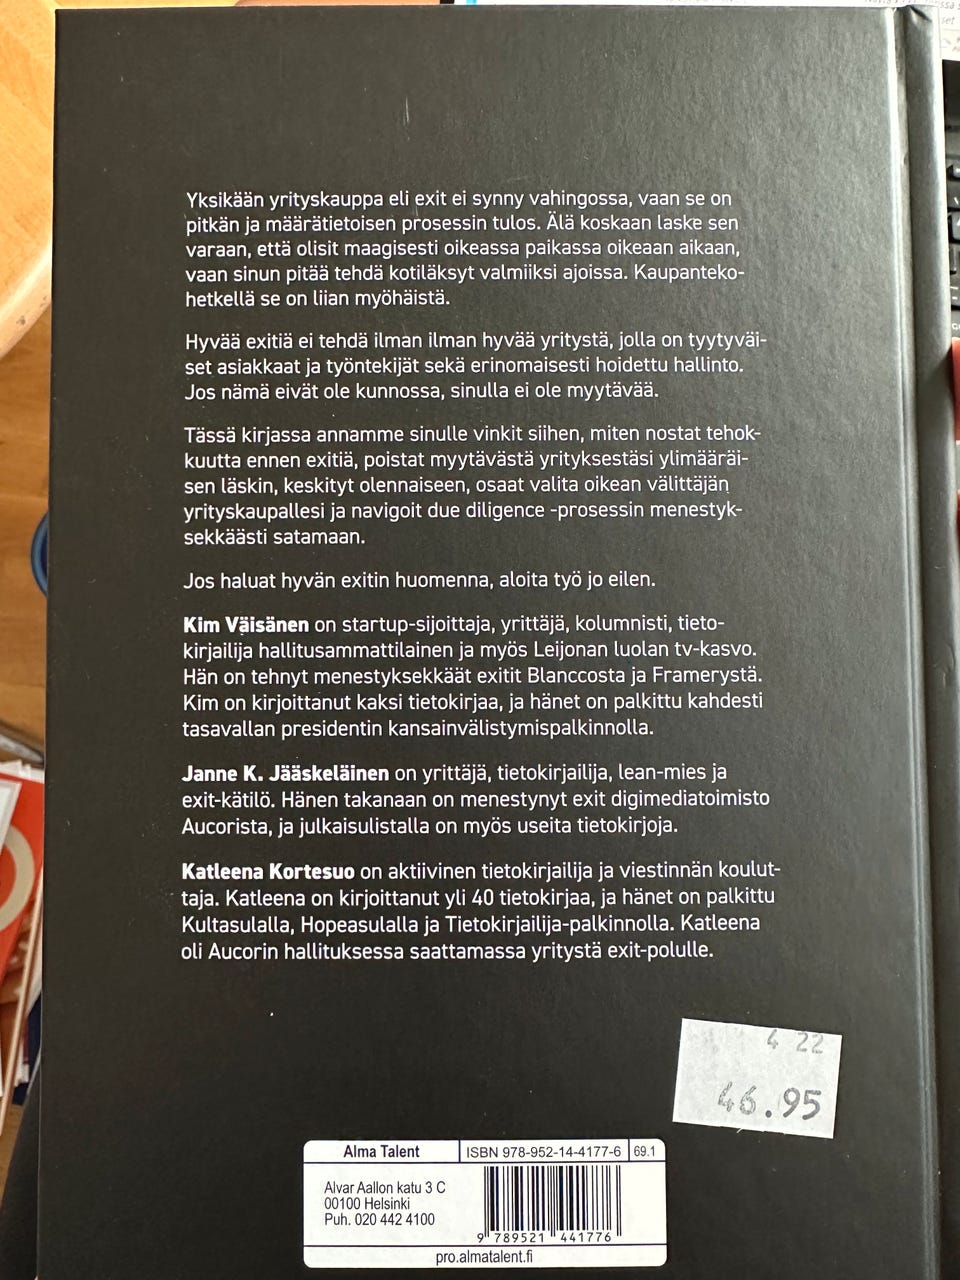 Yksikään yrityskauppa eli exit ei synny vahingossa, vaan se on
pitkän ja määrätietoisen prosessin tulos. Älä koskaan laske sen
varaan, että olisit maagisesti oikeassa paikassa oikeaan aikaan,
vaan sinun pitää tehdä kotiläksyt valmiiksi ajoissa. Kaupanteko-
hetkellä se on liian myöhäistä.
Hyvää exitiä ei tehdä ilman ilman hyvää yritystä, jolla on tyytyväi-
set asiakkaat ja työntekijät sekä erinomaisesti hoidettu hallinto.
Jos nämä eivät ole kunnossa, sinulla ei ole myytävää.
Tässä kirjassa annamme sinulle vinkit siihen, miten nostat tehok-
kuutta ennen exitiä, poistat myytävästä yrityksestäsi ylimääräi-
sen läskin, keskityt olennaiseen, osaat valita oikean välittäjän
yrityskaupallesi ja navigoit due diligence -prosessin menestyk-
sekkäästi satamaan.
Jos haluat hyvän exitin huomenna, aloita työ jo eilen.
Kim Väisänen on startup-sijoittaja, yrittäjä, kolumnisti, tieto-
kirjailija hallitusammattilainen ja myös Leijonan luolan tv-kasvo.
Hän on tehnyt menestyksekkäät exitit Blanccosta ja Framerystä.
Kim on kirjoittanut kaksi tietokirjaa, ja hänet on palkittu kahdesti
tasavallan presidentin kansainvälistymispalkinnolla.
Janne K. Jääskeläinen on yrittäjä, tietokirjailija, lean-mies ja
exit-kätilö. Hänen takanaan on menestynyt exit digimediatoimisto
Aucorista, ja julkaisulistalla on myös useita tietokirjoja.
Katleena Kortesuo on aktiivinen tietokirjailija ja viestinnän koulut-
taja. Katleena on kirjoittanut yli 40 tietokirjaa, ja hänet on palkittu
Kultasulalla, Hopeasulalla ja Tietokirjailija-palkinnolla. Katleena
oli Aucorin hallituksessa saattamassa yritystä exit-polulle.
4 22
46.95
Alma Talent ISBN 978-952-14-4177-6 69.1
Alvar Aallon katu 3 C
00100 Helsinki
Puh. 020 442 4100
9 789521 441776
pro.almatalent.fi